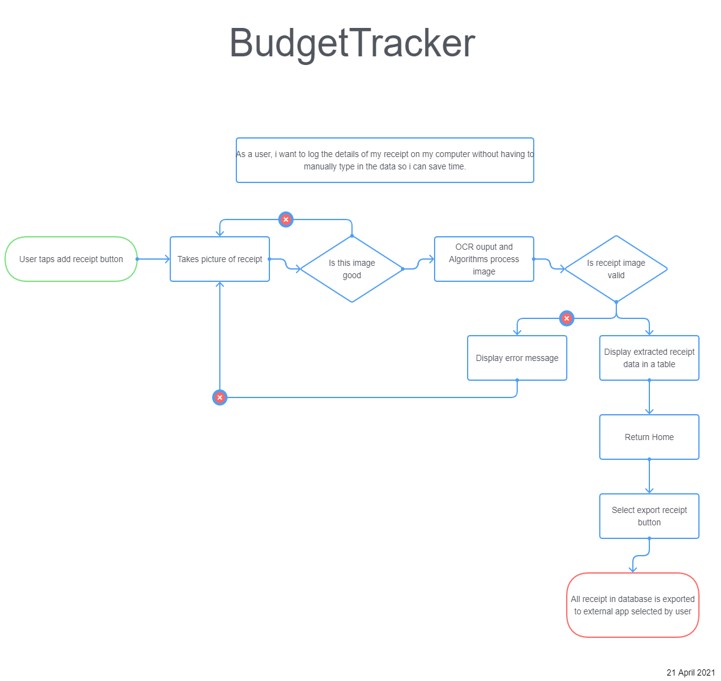 BudgetTracker
As a user, i want to log the details of my receipt on my computer without having to
manually type in the data so i can save time.
User taps add receipt button
Takes picture of receipt
Is this image
good
OCR ouput and
Algorithms process
image
Is receipt image
valid
Display error message
Display extracted receipt
data in a table
Return Home
Select export receipt
button
All receipt in database is exported
to external app selected by user
21 April 2021